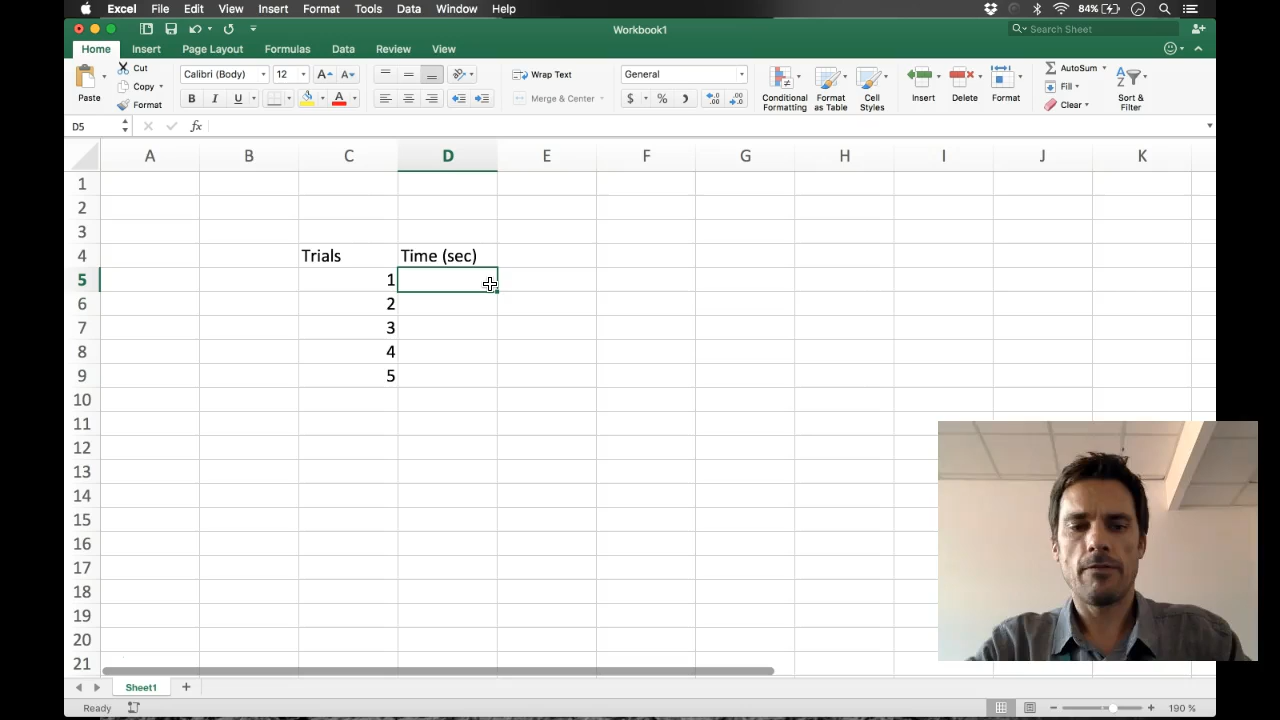 Excel File Edit View Insert Format Tools Data Window Help 84%
Workbook1 Search Sheet
Home Insert Page Layout Formulas Data Review View
Cut Calibri (Body) 12 Wrap Text General AutoSum
Copy Fill
Paste Format B I U Merge & Center $ % Conditional Formatting Format as Table Cell Styles Insert Delete Format Clear Sort & Filter
D5 fx
A B C D E F G H I J K
1
2
3
4 Trials Time (sec)
5 1
6 2
7 3
8 4
9 5
10
11
12
13
14
15
16
17
18
19
20
21
Sheet1 +
Ready 190 %